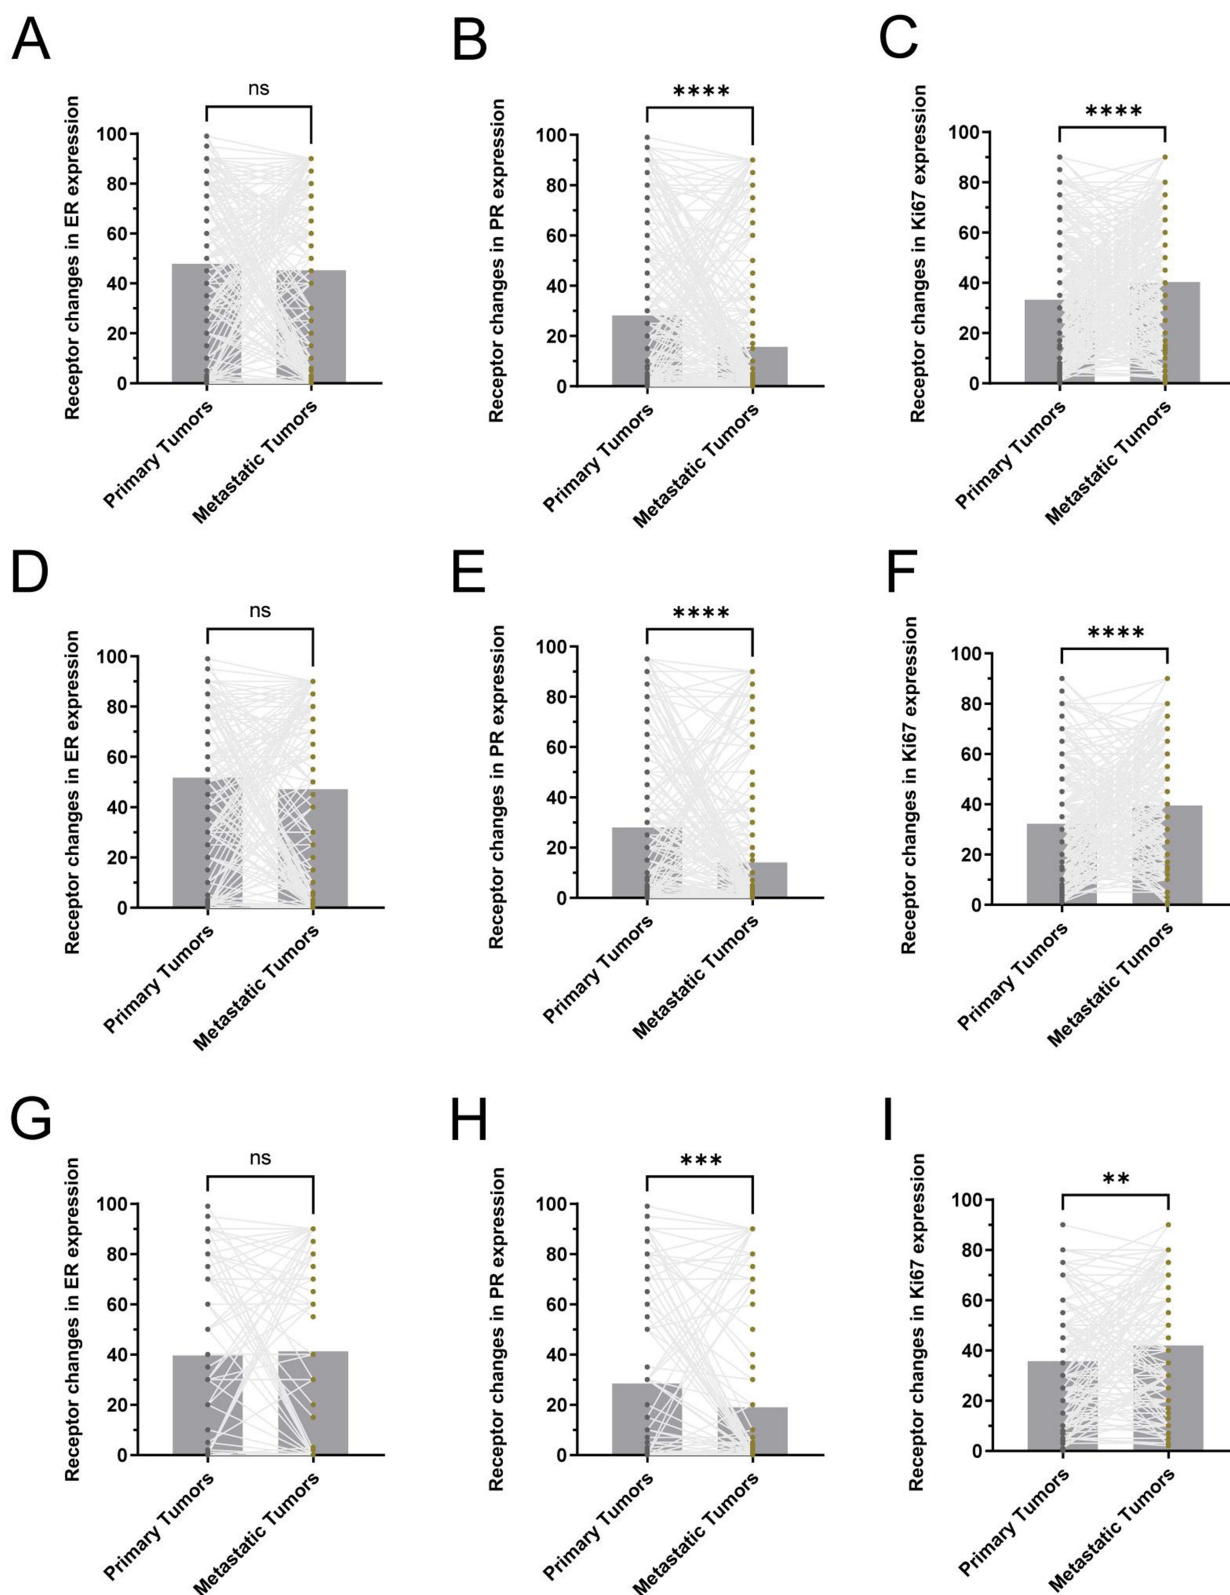 A
B
C
ns
****
****
Receptor changes in ER expression
100
80
60
40
20
0
Primary Tumors
Metastatic Tumors
Receptor changes in PR expression
100
80
60
40
20
0
Primary Tumors
Metastatic Tumors
Receptor changes in Ki67 expression
100
80
60
40
20
0
Primary Tumors
Metastatic Tumors
D
E
F
ns
****
****
Receptor changes in ER expression
100
80
60
40
20
0
Primary Tumors
Metastatic Tumors
Receptor changes in PR expression
100
80
60
40
20
0
Primary Tumors
Metastatic Tumors
Receptor changes in Ki67 expression
100
80
60
40
20
0
Primary Tumors
Metastatic Tumors
G
H
I
ns
***
**
Receptor changes in ER expression
100
80
60
40
20
0
Primary Tumors
Metastatic Tumors
Receptor changes in PR expression
100
80
60
40
20
0
Primary Tumors
Metastatic Tumors
Receptor changes in Ki67 expression
100
80
60
40
20
0
Primary Tumors
Metastatic Tumors